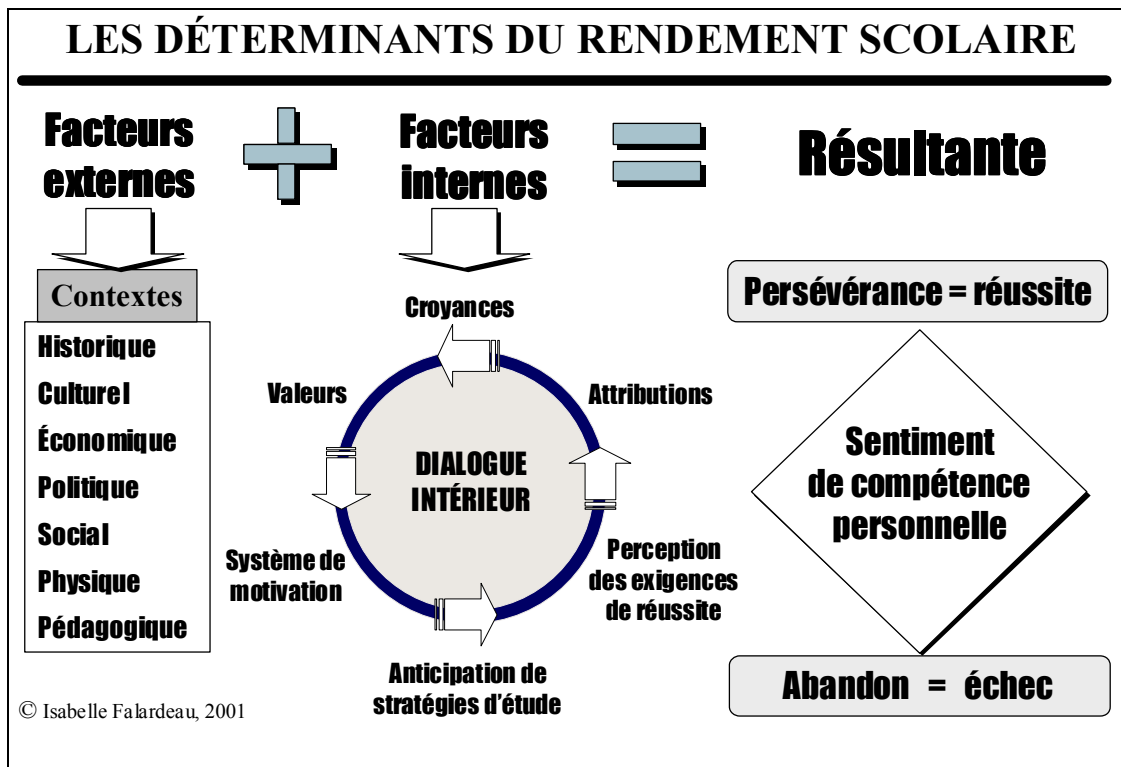 LES DÉTERMINANTS DU RENDEMENT SCOLAIRE
Facteurs
externes
Facteurs
internes
Résultante
Contextes
Historique
Culturel
Économique
Politique
Social
Physique
Pédagogique
Croyances
Valeurs
Attributions
DIALOGUE
INTÉRIEUR
Système de
motivation
Perception
des exigences
de réussite
Anticipation de
stratégies d'étude
Persévérance = réussite
Sentiment
de compétence
personnelle
Abandon = échec
© Isabelle Falardeau, 2001